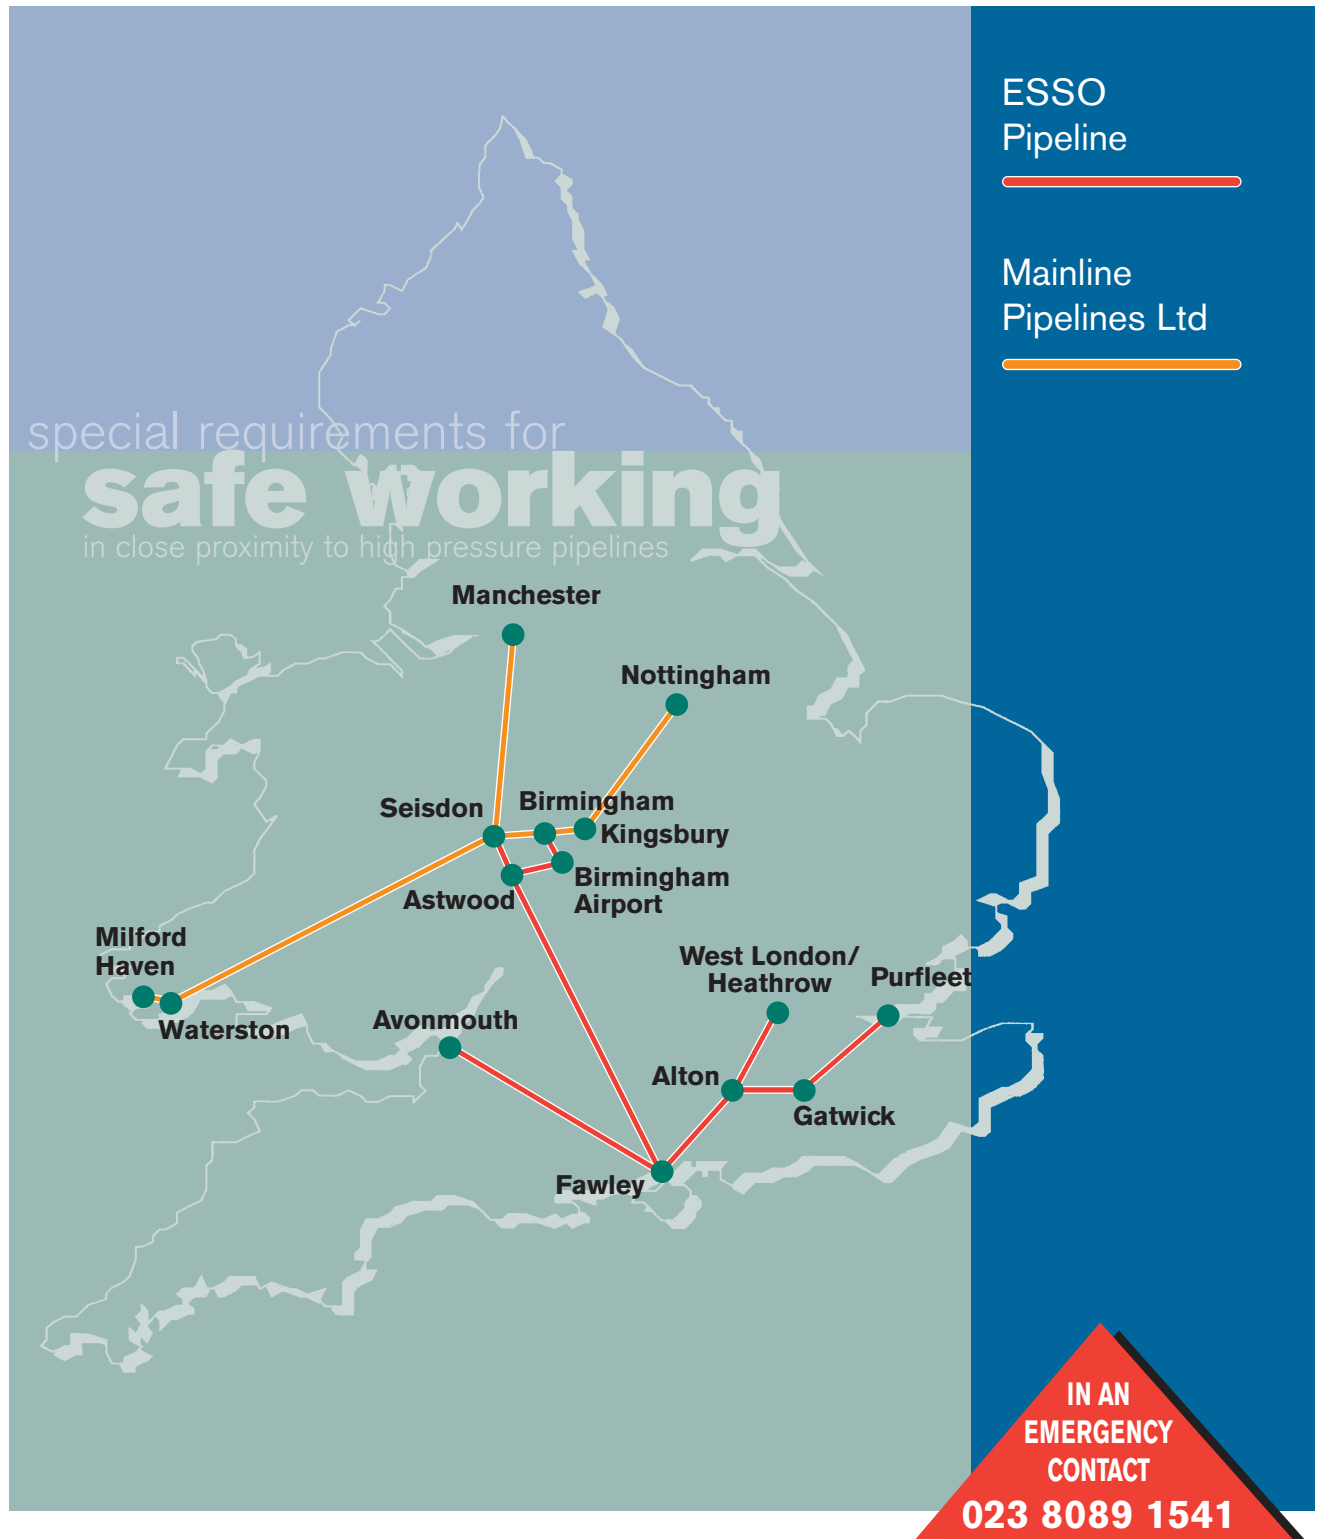 ESSO
Pipeline
Mainline
Pipelines Ltd
special requirements for
safe working
in close proximity to high pressure pipelines
Manchester
Nottingham
Seisdon
Birmingham
Kingsbury
Birmingham
Airport
Astwood
Milford
Haven
Waterston
West London/
Heathrow
Purfleet
Avonmouth
Alton
Gatwick
Fawley
IN AN
EMERGENCY
CONTACT
023 8089 1541